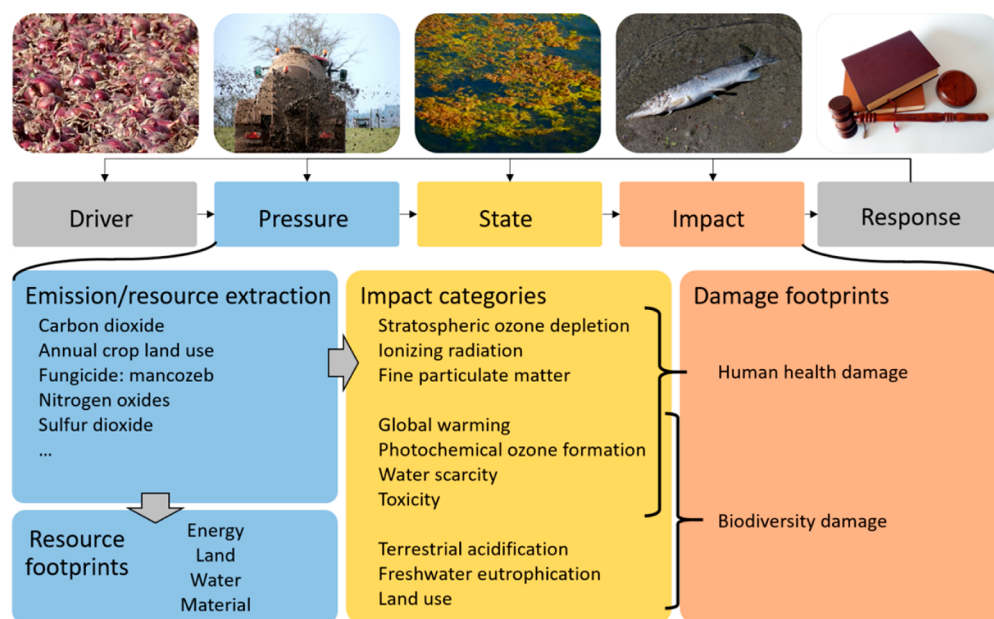 Driver
Pressure
State
Impact
Response
Emission/resource extraction
Carbon dioxide
Annual crop land use
Fungicide: mancozeb
Nitrogen oxides
Sulfur dioxide
...
Resource
footprints
Energy
Land
Water
Material
Impact categories
Stratospheric ozone depletion
Ionizing radiation
Fine particulate matter
Global warming
Photochemical ozone formation
Water scarcity
Toxicity
Terrestrial acidification
Freshwater eutrophication
Land use
Damage footprints
Human health damage
Biodiversity damage